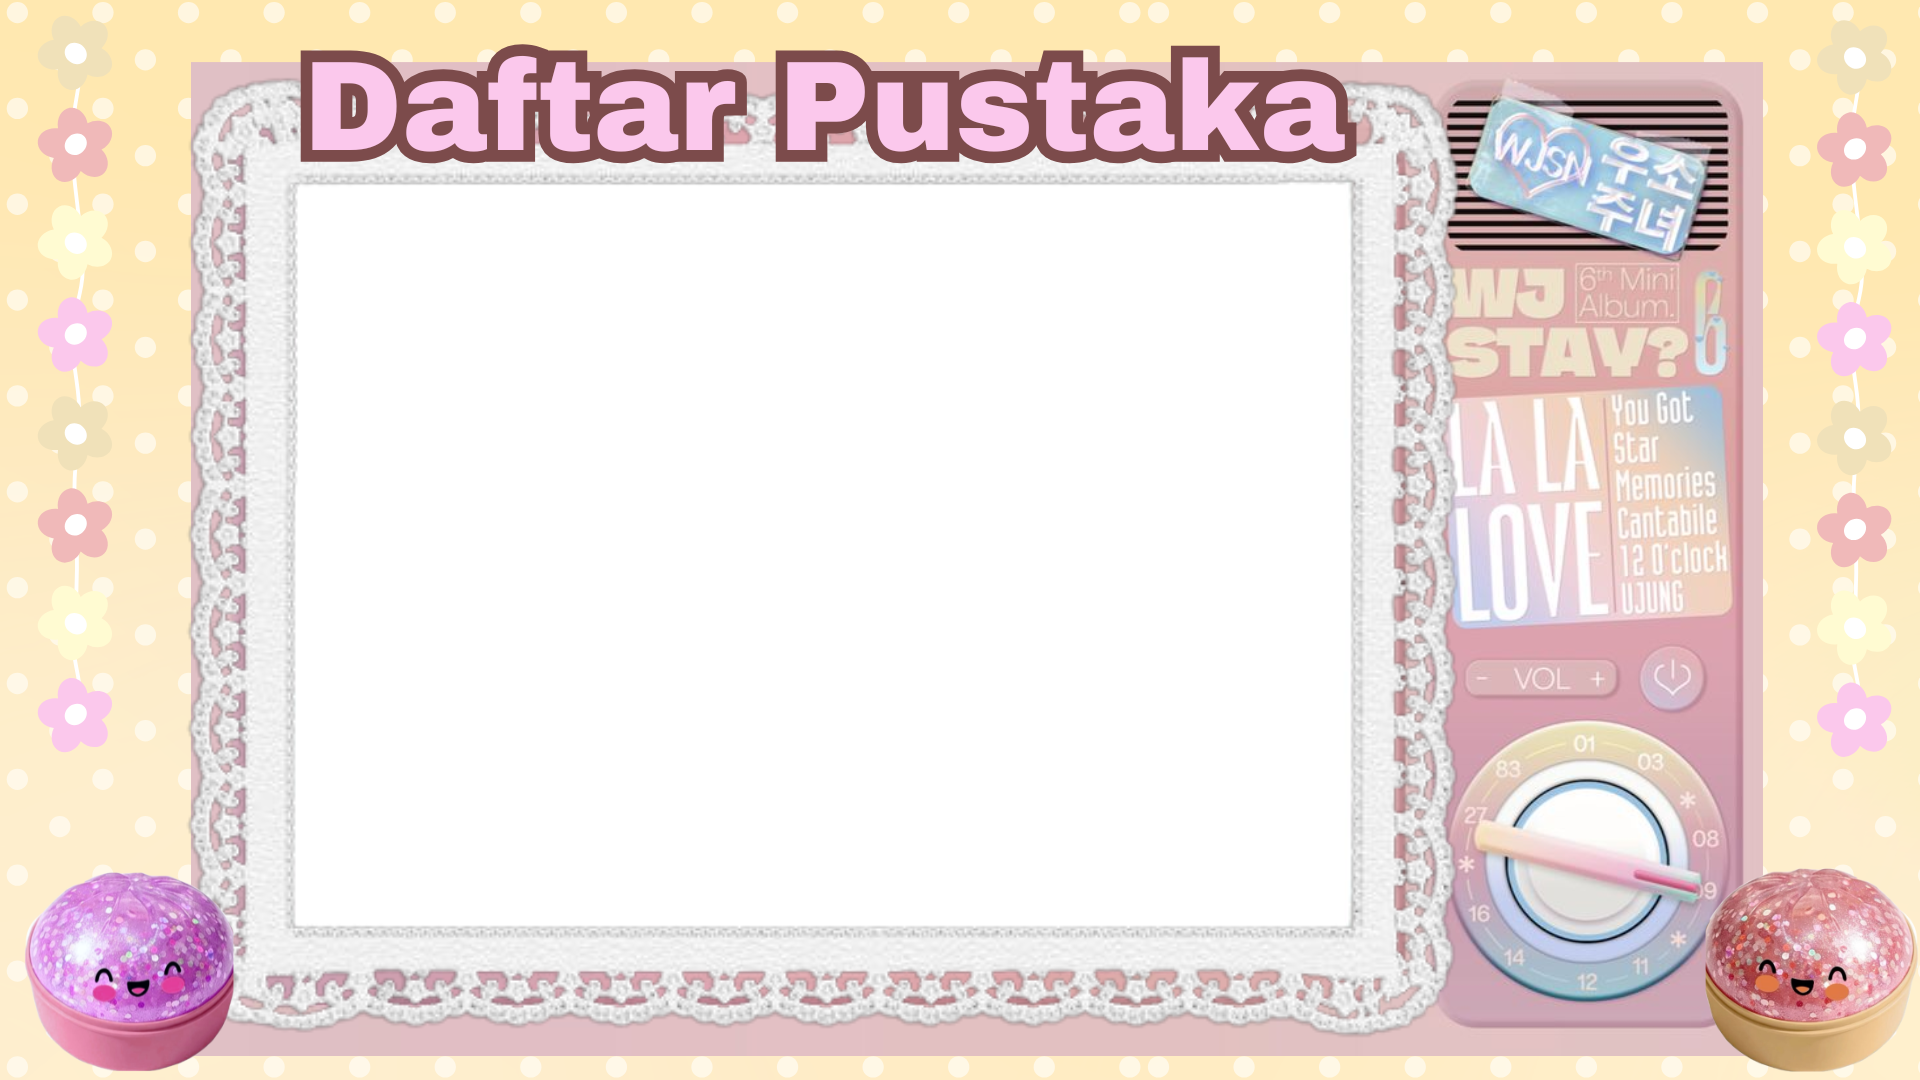 Daftar Pustaka
WJSN
우소
주녀
WJ
6th Mini
Album.
STAY?
6
LA LA
LOVE
You Got
Star
Memories
Cantabile
12 O'clock
UJUNG
- VOL +
01
03
08
09
11
12
14
16
27
83